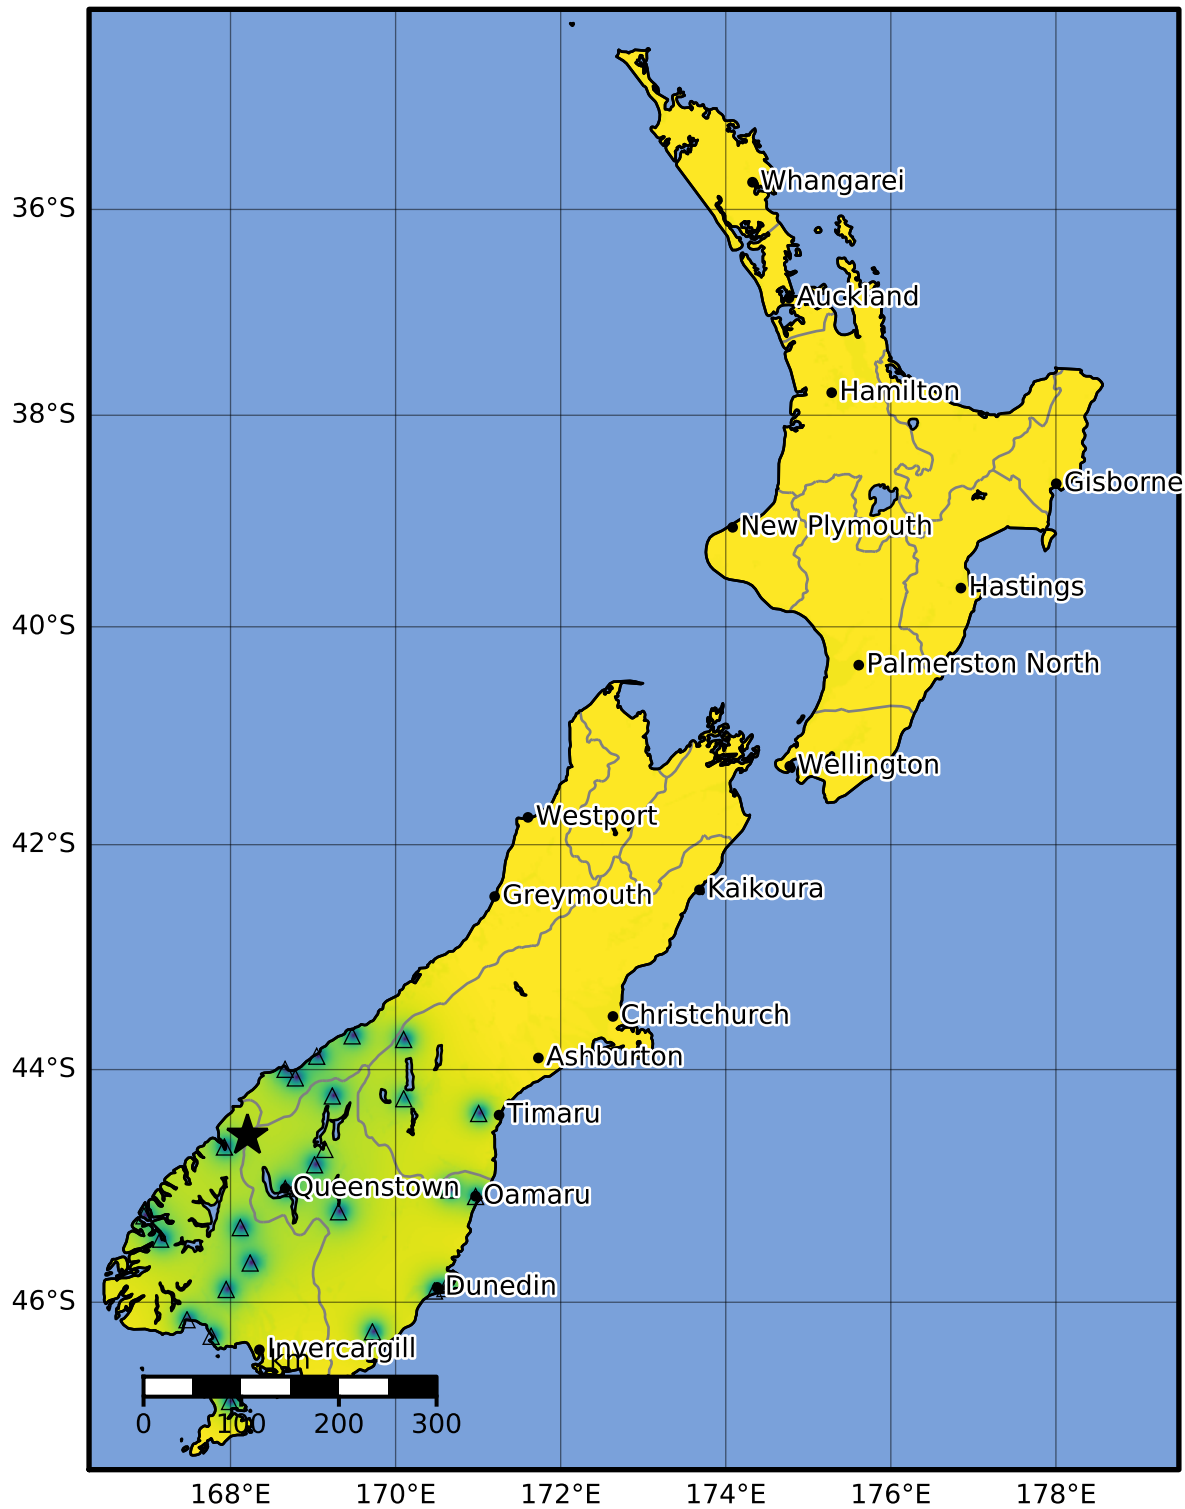 Whangarei
36°S
Auckland
Hamilton
38°S
Gisborne
New Plymouth
Hastings
40°S
Palmerston North
Wellington
Westport
42°S
Kaikoura
Greymouth
Christchurch
Ashburton
44°S
Timaru
Queenstown
Oamaru
Dunedin
46°S
Invercargill
km
0 100 200 300
168°E 170°E 172°E 174°E 176°E 178°E